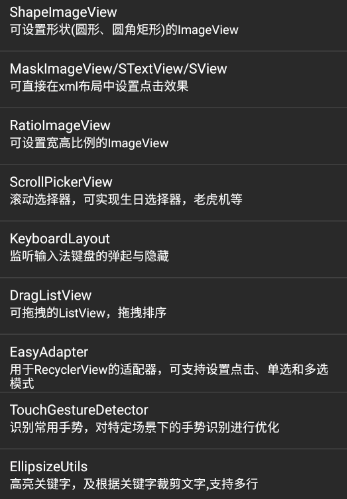 ShapeImageView
可设置形状(圆形、圆角矩形)的ImageView
MaskImageView/STextView/SView
可直接在xml布局中设置点击效果
RatioImageView
可设置宽高比例的ImageView
ScrollPickerView
滚动选择器，可实现生日选择器，老虎机等
KeyboardLayout
监听输入法键盘的弹起与隐藏
DragListView
可拖拽的ListView，拖拽排序
EasyAdapter
用于RecyclerView的适配器，可支持设置点击、单选和多选
模式
TouchGestureDetector
识别常用手势，对特定场景下的手势识别进行优化
EllipsizeUtils
高亮关键字，及根据关键字裁剪文字,支持多行